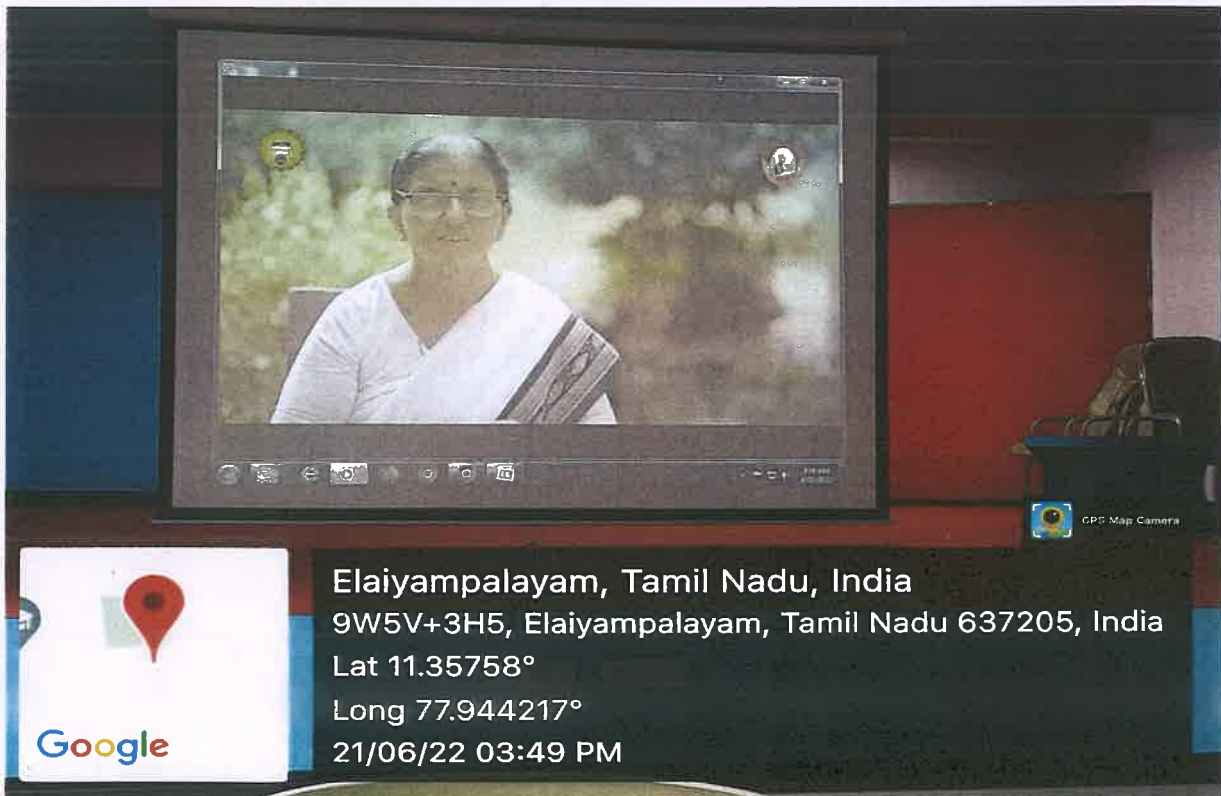 GPS Map Camera
Elaiyampalayam, Tamil Nadu, India
9W5V+3H5, Elaiyampalayam, Tamil Nadu 637205, India
Lat 11.35758°
Long 77.944217°
21/06/22 03:49 PM
Google